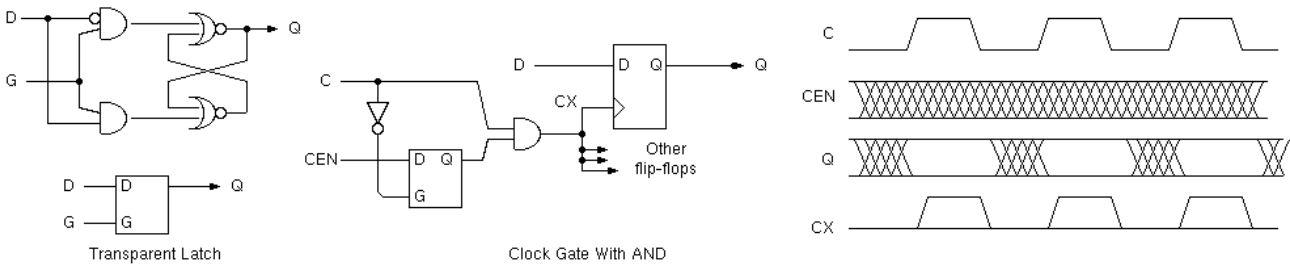 D
G
Q
D
G
D
G
Q
Transparent Latch
C
CEN
D
G
Q
CX
D
D
Q
Q
Other
flip-flops
Clock Gate With AND
C
CEN
Q
CX